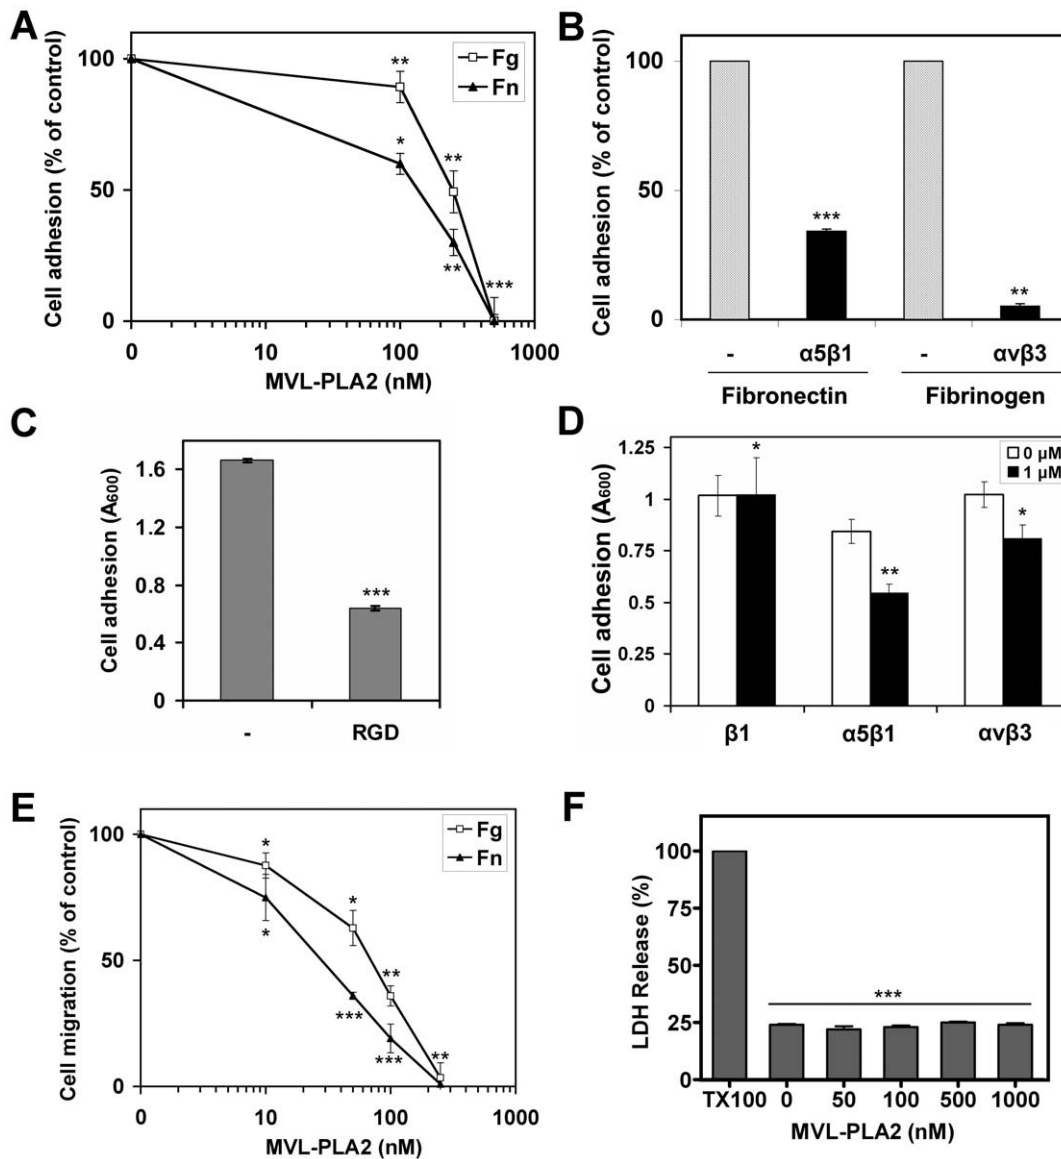 A
Cell adhesion (% of control)
100
50
0
Fg
Fn
**
*
**
**
***
0 10 100 1000
MVL-PLA2 (nM)
B
Cell adhesion (% of control)
100
50
0
***
**
- α5β1 - αvβ3
Fibronectin Fibrinogen
C
Cell adhesion (A600)
1.6
1.2
0.8
0.4
0
***
- RGD
D
Cell adhesion (A600)
1.25
1
0.75
0.5
0.25
0
0 µM
1 µM
*
**
*
β1 α5β1 αvβ3
E
Cell migration (% of control)
100
50
0
Fg
Fn
*
*
*
***
**
***
**
0 10 100 1000
MVL-PLA2 (nM)
F
LDH Release (%)
100
75
50
25
0
***
TX100 0 50 100 500 1000
MVL-PLA2 (nM)